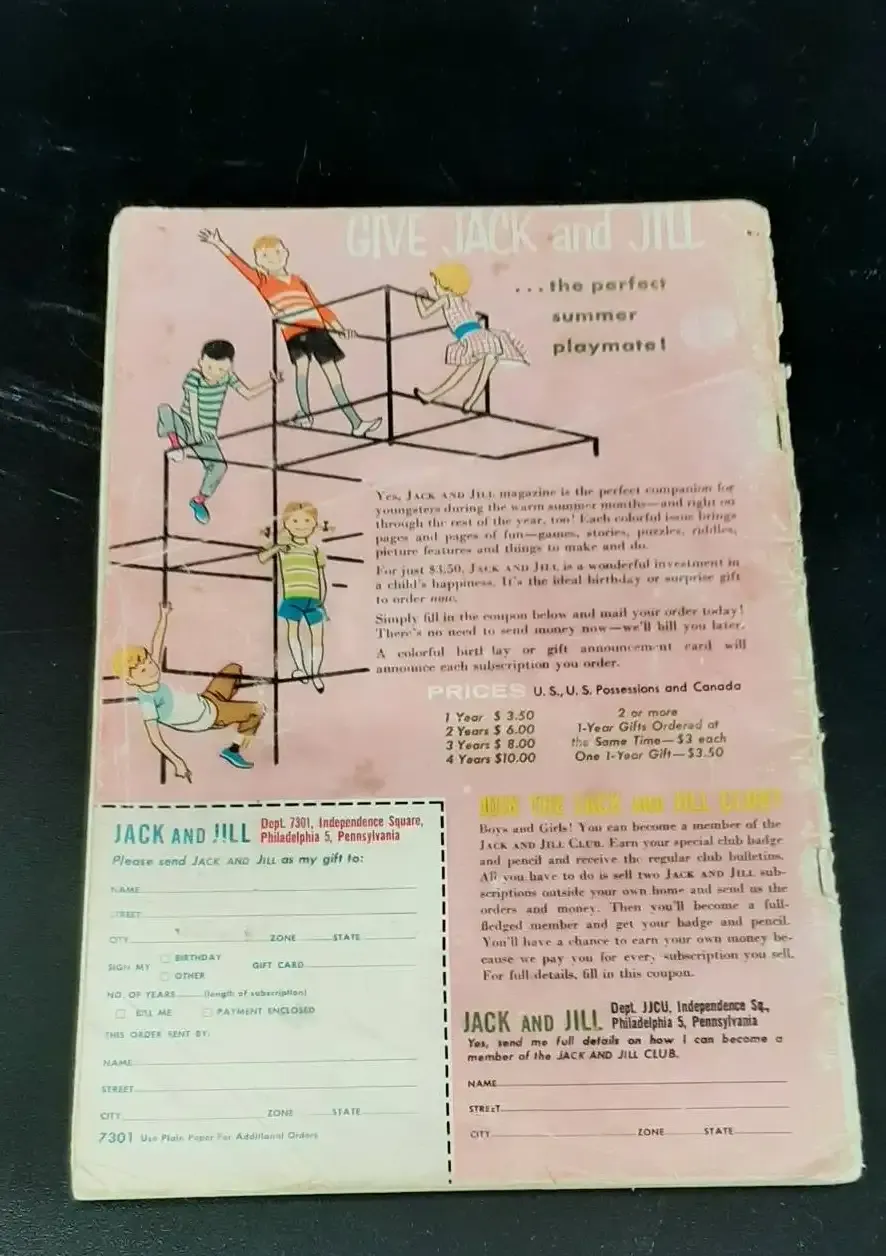 GIVE JACK and JILL
...the perfect
summer
playmate!
Yes, JACK AND JILL magazine is the perfect companion for
youngsters during the warm summer months—and right on
through the rest of the year, too! Each colorful issue brings
pages and pages of fun—games, stories, puzzles, riddles,
picture features and things to make and do.
For just $3.50, JACK AND JILL is a wonderful investment in
a child's happiness. It's the ideal birthday or surprise gift
to order now.
Simply fill in the coupon below and mail your order today!
There's no need to send money now—we'll bill you later.
A colorful birthday or gift announcement card will
announce each subscription you order.
PRICES U.S., U.S. Possessions and Canada
1 Year $ 3.50
2 Years $ 6.00
3 Years $ 8.00
4 Years $10.00
2 or more
1-Year Gifts Ordered at
the Same Time—$3 each
One 1-Year Gift—$3.50
JACK AND JILL Dept. 7301, Independence Square,
Philadelphia 5, Pennsylvania
Please send JACK AND JILL as my gift to:
NAME
STREET
CITY ZONE STATE
SIGN MY BIRTHDAY GIFT CARD
OTHER
NO. OF YEARS (length of subscription)
BILL ME PAYMENT ENCLOSED
THIS ORDER SENT BY:
NAME
STREET
CITY ZONE STATE
7301 Use Plain Paper For Additional Orders
JOIN THE JACK AND JILL CLUB!
Boys and Girls! You can become a member of the
JACK AND JILL CLUB. Earn your special club badge
and pencil and receive the regular club bulletins.
All you have to do is sell two JACK AND JILL sub-
scriptions outside your own home and send us the
orders and money. Then you'll become a full-
fledged member and get your badge and pencil.
You'll have a chance to earn your own money be-
cause we pay you for every subscription you sell.
For full details, fill in this coupon.
JACK AND JILL Dept. JJCU, Independence Sq.,
Philadelphia 5, Pennsylvania
Yes, send me full details on how I can become a
member of the JACK AND JILL CLUB.
NAME
STREET
CITY ZONE STATE